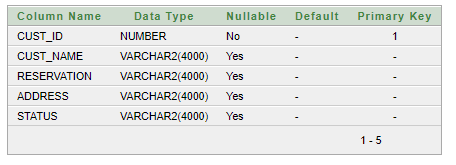 Column Name Data Type Nullable Default Primary Key
CUST_ID NUMBER No - 1
CUST_NAME VARCHAR2(4000) Yes - -
RESERVATION VARCHAR2(4000) Yes - -
ADDRESS VARCHAR2(4000) Yes - -
STATUS VARCHAR2(4000) Yes - -
1 - 5